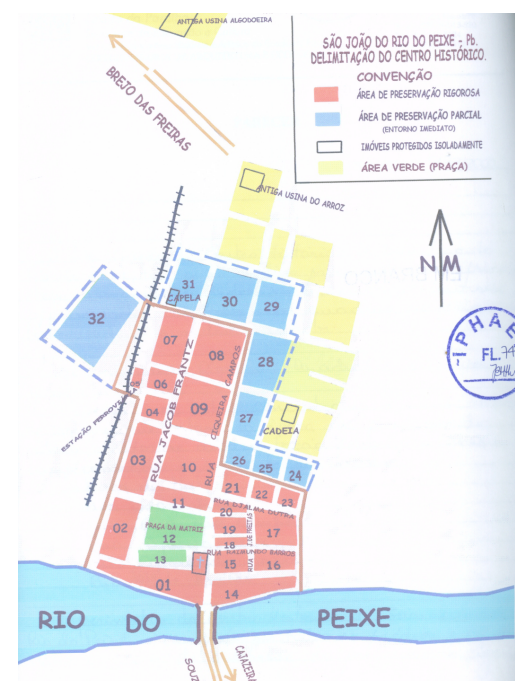 ANTIGA USINA ALGODOEIRA
SÃO JOÃO DO RIO DO PEIXE - Pb.
DELIMITAÇÃO DO CENTRO HISTÓRICO.
CONVENÇÃO
ÁREA DE PRESERVAÇÃO RIGOROSA
ÁREA DE PRESERVAÇÃO PARCIAL
(ENTORNO IMEDIATO)
IMÓVEIS PROTEGIDOS ISOLADAMENTE
ÁREA VERDE (PRAÇA)
BREJO DAS FREIRAS
ANTIGA USINA DO ARROZ
NM
IPHAE
FL.
31
CAPELA
30
29
32
07
08
28
05
06
04
09
27
CADEIA
ESTAÇÃO
RUA JACOB FRANTZ
RUA
CIQUEIRA
CAMPOS
03
10
26
25
24
21
22
23
11
RUA DJALMA DUTRA
20
02
PRAÇA DA MATRIZ
12
19
17
18
13
RUA RAIMUNDO BARROS
15
16
01
14
RIO DO PEIXE